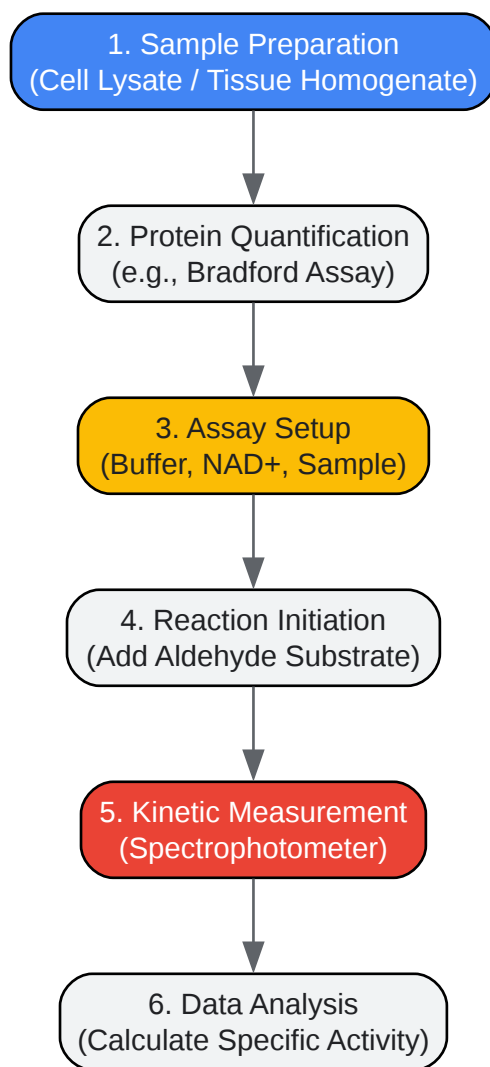 1. Sample Preparation
(Cell Lysate / Tissue Homogenate)
2. Protein Quantification
(e.g., Bradford Assay)
3. Assay Setup
(Buffer, NAD+, Sample)
4. Reaction Initiation
(Add Aldehyde Substrate)
5. Kinetic Measurement
(Spectrophotometer)
6. Data Analysis
(Calculate Specific Activity)